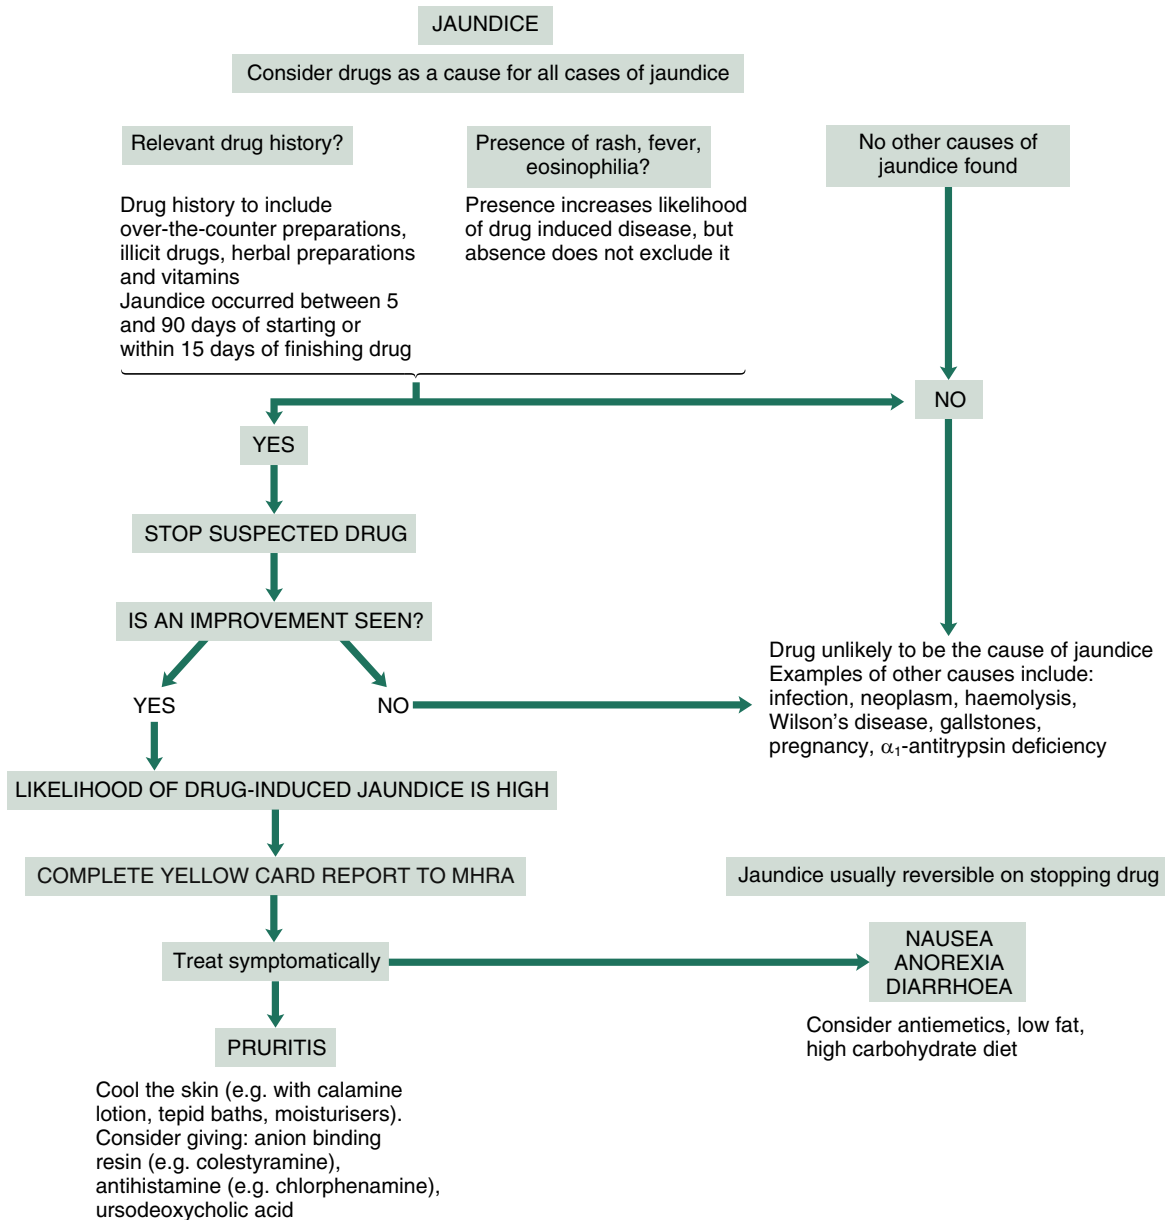 JAUNDICE
Consider drugs as a cause for all cases of jaundice
Relevant drug history?
Drug history to include
over-the-counter preparations,
illicit drugs, herbal preparations
and vitamins
Jaundice occurred between 5
and 90 days of starting or
within 15 days of finishing drug
Presence of rash, fever,
eosinophilia?
Presence increases likelihood
of drug induced disease, but
absence does not exclude it
No other causes of
jaundice found
NO
YES
STOP SUSPECTED DRUG
IS AN IMPROVEMENT SEEN?
YES
NO
Drug unlikely to be the cause of jaundice
Examples of other causes include:
infection, neoplasm, haemolysis,
Wilson's disease, gallstones,
pregnancy, α₁-antitrypsin deficiency
LIKELIHOOD OF DRUG-INDUCED JAUNDICE IS HIGH
COMPLETE YELLOW CARD REPORT TO MHRA
Jaundice usually reversible on stopping drug
Treat symptomatically
NAUSEA
ANOREXIA
DIARRHOEA
Consider antiemetics, low fat,
high carbohydrate diet
PRURITIS
Cool the skin (e.g. with calamine
lotion, tepid baths, moisturisers).
Consider giving: anion binding
resin (e.g. colestyramine),
antihistamine (e.g. chlorphenamine),
ursodeoxycholic acid